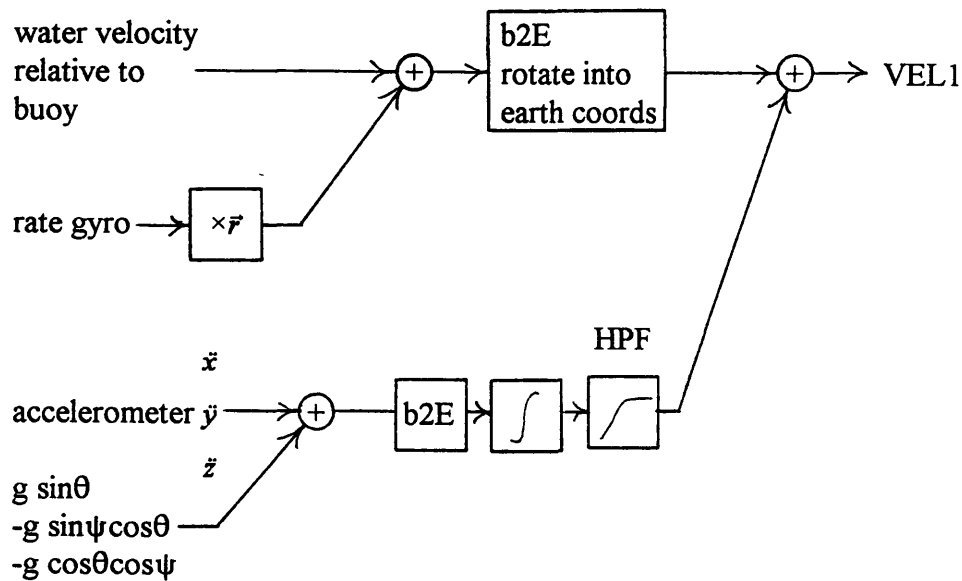 water velocity
relative to
buoy
+
b2E
rotate into
earth coords
+
VEL1
rate gyro
×r⃗
HPF
ẍ
accelerometer ÿ
z̈
+
b2E
∫
g sinθ
-g sinψcosθ
-g cosθcosψ